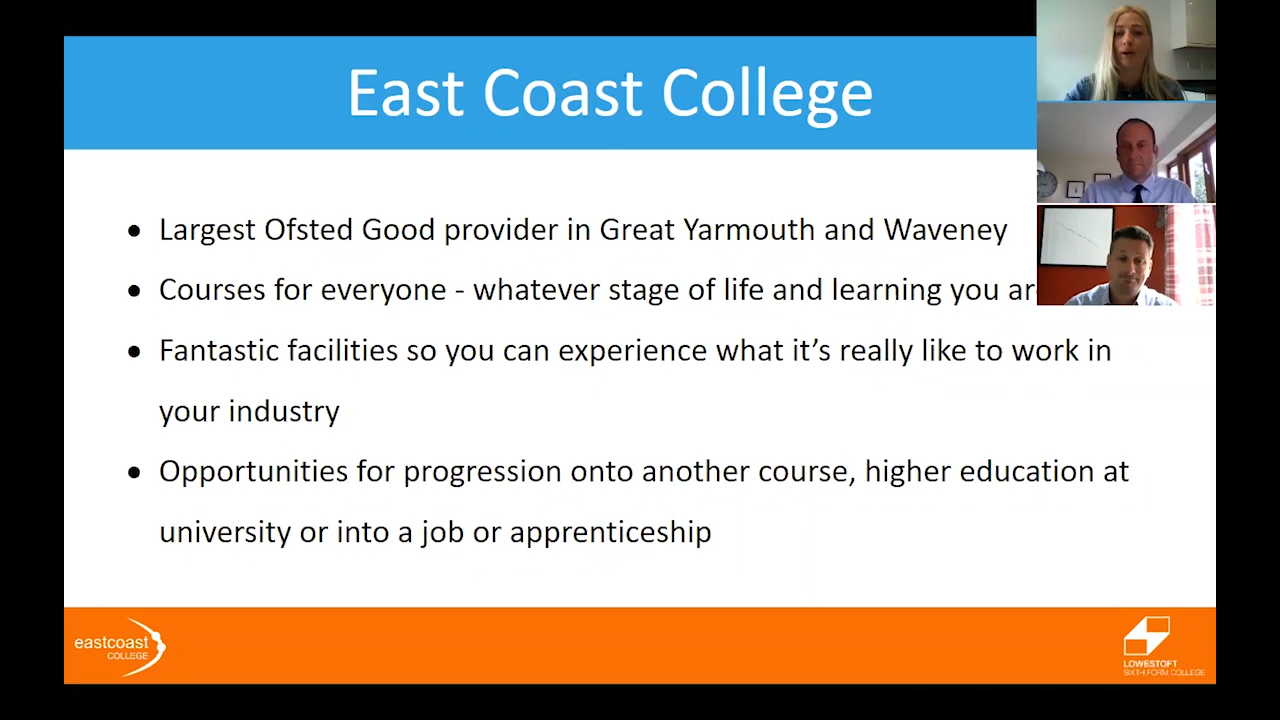 East Coast College
• Largest Ofsted Good provider in Great Yarmouth and Waveney
• Courses for everyone - whatever stage of life and learning you ar
• Fantastic facilities so you can experience what it’s really like to work in
your industry
• Opportunities for progression onto another course, higher education at
university or into a job or apprenticeship
eastcoast
COLLEGE
LOWESTOFT
SIXTH FORM COLLEGE